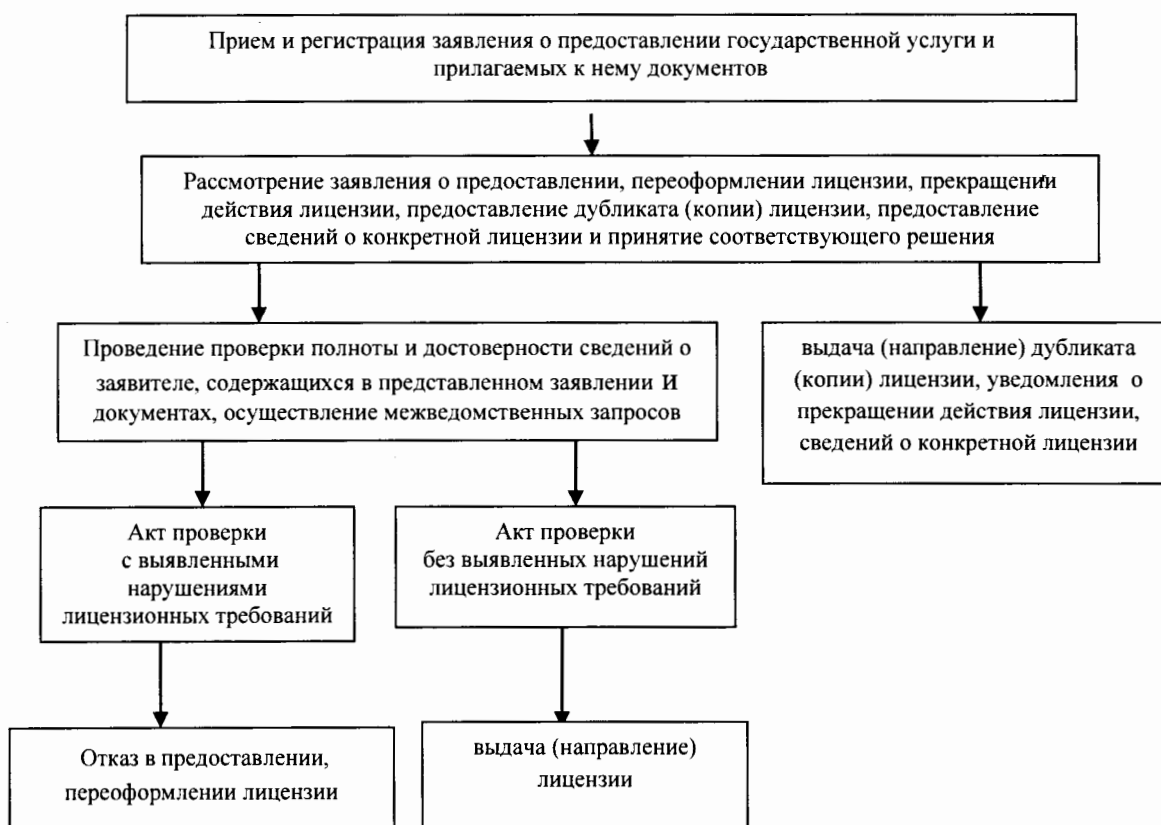 Прием и регистрация заявления о предоставлении государственной услуги и
прилагаемых к нему документов
Рассмотрение заявления о предоставлении, переоформлении лицензии, прекращении
действия лицензии, предоставление дубликата (копии) лицензии, предоставление
сведений о конкретной лицензии и принятие соответствующего решения
Проведение проверки полноты и достоверности сведений о
заявителе, содержащихся в представленном заявлении и
документах, осуществление межведомственных запросов
выдача (направление) дубликата
(копии) лицензии, уведомления о
прекращении действия лицензии,
сведений о конкретной лицензии
Акт проверки
с выявленными
нарушениями
лицензионных требований
Акт проверки
без выявленных нарушений
лицензионных требований
Отказ в предоставлении,
переоформлении лицензии
выдача (направление)
лицензии